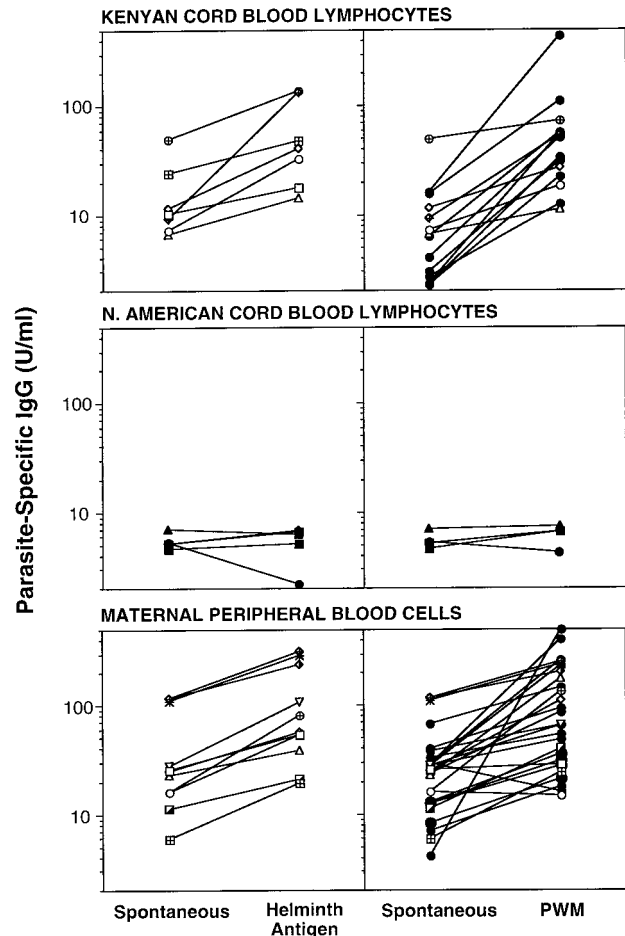 KENYAN CORD BLOOD LYMPHOCYTES
100
10
N. AMERICAN CORD BLOOD LYMPHOCYTES
100
10
MATERNAL PERIPHERAL BLOOD CELLS
100
10
Parasite-Specific IgG (U/ml)
Spontaneous Helminth Antigen Spontaneous PWM